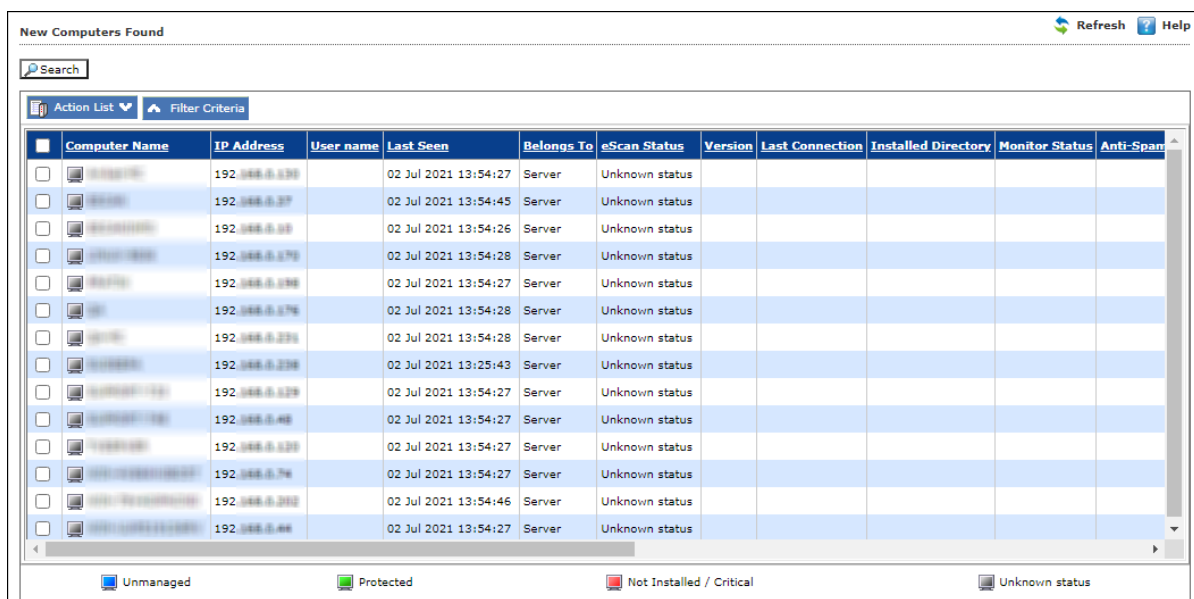 New Computers Found
Refresh Help
Search
Action List Filter Criteria
Computer Name IP Address User name Last Seen Belongs To eScan Status Version Last Connection Installed Directory Monitor Status Anti-Spam
192. 02 Jul 2021 13:54:27 Server Unknown status
192. 02 Jul 2021 13:54:45 Server Unknown status
192. 02 Jul 2021 13:54:26 Server Unknown status
192. 02 Jul 2021 13:54:28 Server Unknown status
192. 02 Jul 2021 13:54:27 Server Unknown status
192. 02 Jul 2021 13:54:28 Server Unknown status
192. 02 Jul 2021 13:54:28 Server Unknown status
192. 02 Jul 2021 13:25:43 Server Unknown status
192. 02 Jul 2021 13:54:27 Server Unknown status
192. 02 Jul 2021 13:54:27 Server Unknown status
192. 02 Jul 2021 13:54:27 Server Unknown status
192. 02 Jul 2021 13:54:27 Server Unknown status
192. 02 Jul 2021 13:54:46 Server Unknown status
192. 02 Jul 2021 13:54:27 Server Unknown status
Unmanaged Protected Not Installed / Critical Unknown status